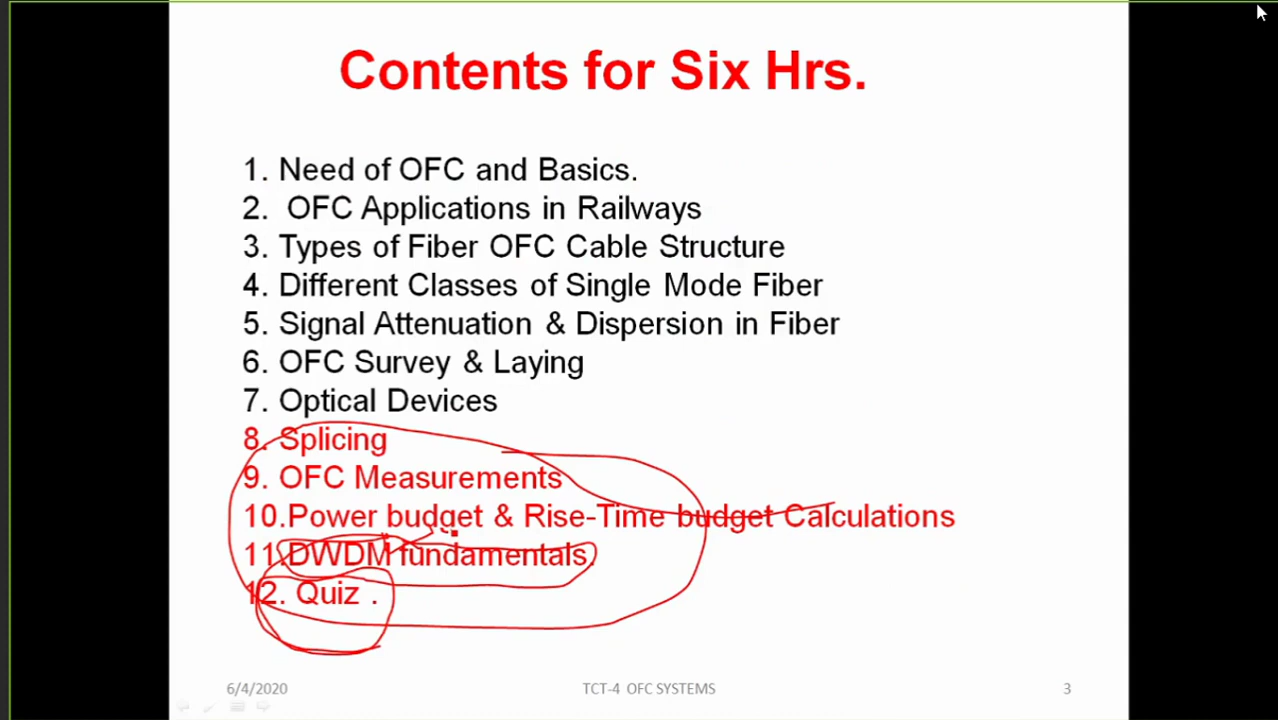 Contents for Six Hrs.
1. Need of OFC and Basics.
2. OFC Applications in Railways
3. Types of Fiber OFC Cable Structure
4. Different Classes of Single Mode Fiber
5. Signal Attenuation & Dispersion in Fiber
6. OFC Survey & Laying
7. Optical Devices
8. Splicing
9. OFC Measurements
10.Power budget & Rise-Time budget Calculations
11.DWDM fundamentals.
12. Quiz .
6/4/2020 TCT-4 OFC SYSTEMS 3